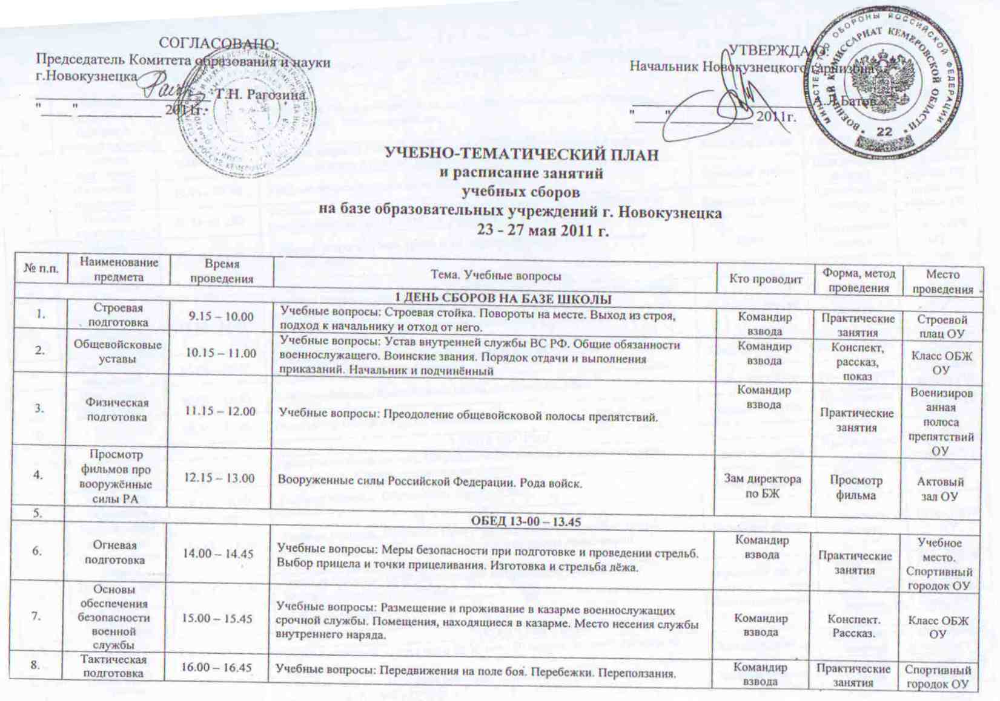 СОГЛАСОВАНО:
Председатель Комитета образования и науки
г.Новокузнецка
Т.Н. Рагозина
"____"___________ 2011г.
УТВЕРЖДАЮ:
Начальник Новокузнецкого гарнизона
А.Л.Батов
"____"___________ 2011г.
МИНИСТЕРСТВО ОБОРОНЫ РОССИЙСКОЙ ФЕДЕРАЦИИ
ВОЕННЫЙ КОМИССАРИАТ КЕМЕРОВСКОЙ ОБЛАСТИ
22
УЧЕБНО-ТЕМАТИЧЕСКИЙ ПЛАН
и расписание занятий
учебных сборов
на базе образовательных учреждений г. Новокузнецка
23 - 27 мая 2011 г.
№ п.п.
Наименование
предмета
Время
проведения
Тема. Учебные вопросы
Кто проводит
Форма, метод
проведения
Место
проведения
1 ДЕНЬ СБОРОВ НА БАЗЕ ШКОЛЫ
1.
Строевая
подготовка
9.15 – 10.00
Учебные вопросы: Строевая стойка. Повороты на месте. Выход из строя,
подход к начальнику и отход от него.
Командир
взвода
Практические
занятия
Строевой
плац ОУ
2.
Общевойсковые
уставы
10.15 – 11.00
Учебные вопросы: Устав внутренней службы ВС РФ. Общие обязанности
военнослужащего. Воинские звания. Порядок отдачи и выполнения
приказаний. Начальник и подчинённый
Командир
взвода
Конспект,
рассказ,
показ
Класс ОБЖ
ОУ
3.
Физическая
подготовка
11.15 – 12.00
Учебные вопросы: Преодоление общевойсковой полосы препятствий.
Командир
взвода
Практические
занятия
Военизиров
анная
полоса
препятствий
ОУ
4.
Просмотр
фильмов про
вооружённые
силы РА
12.15 – 13.00
Вооруженные силы Российской Федерации. Рода войск.
Зам директора
по БЖ
Просмотр
фильма
Актовый
зал ОУ
5.
ОБЕД 13-00 – 13.45
6.
Огневая
подготовка
14.00 – 14.45
Учебные вопросы: Меры безопасности при подготовке и проведении стрельб.
Выбор прицела и точки прицеливания. Изготовка и стрельба лёжа.
Командир
взвода
Практические
занятия
Учебное
место.
Спортивный
городок ОУ
7.
Основы
обеспечения
безопасности
военной
службы
15.00 – 15.45
Учебные вопросы: Размещение и проживание в казарме военнослужащих
срочной службы. Помещения, находящиеся в казарме. Место несения службы
внутреннего наряда.
Командир
взвода
Конспект.
Рассказ.
Класс ОБЖ
ОУ
8.
Тактическая
подготовка
16.00 – 16.45
Учебные вопросы: Передвижения на поле боя. Перебежки. Переползания.
Командир
взвода
Практические
занятия
Спортивный
городок ОУ